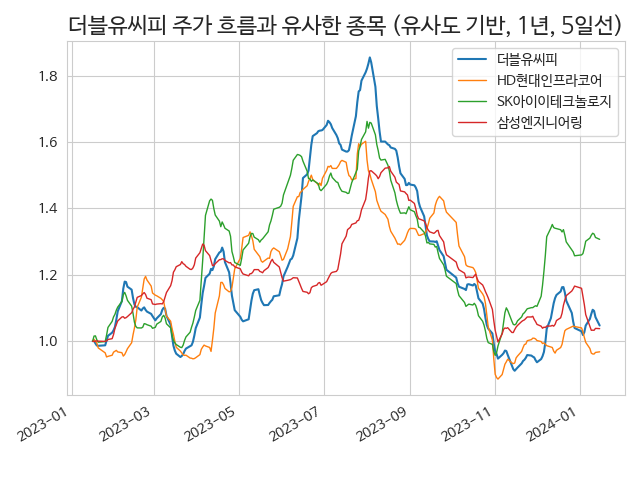 더블유씨피 주가 흐름과 유사한 종목 (유사도 기반, 1년, 5일선)
더블유씨피
HD현대인프라코어
SK아이이테크놀로지
삼성엔지니어링
1.8
1.6
1.4
1.2
1.0
2023-01
2023-03
2023-05
2023-07
2023-09
2023-11
2024-01